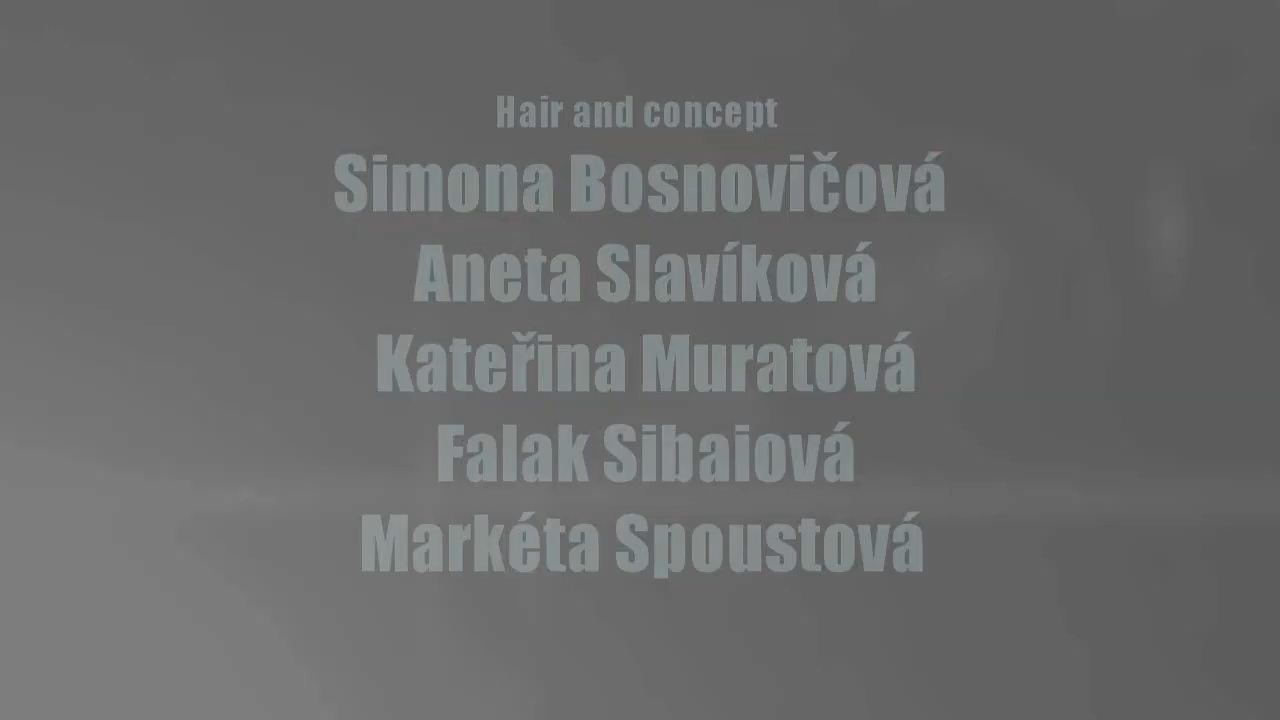 Hair and concept
Simona Bosnovičová
Aneta Slavíková
Kateřina Muratová
Falak Sibaiová
Markéta Spoustová